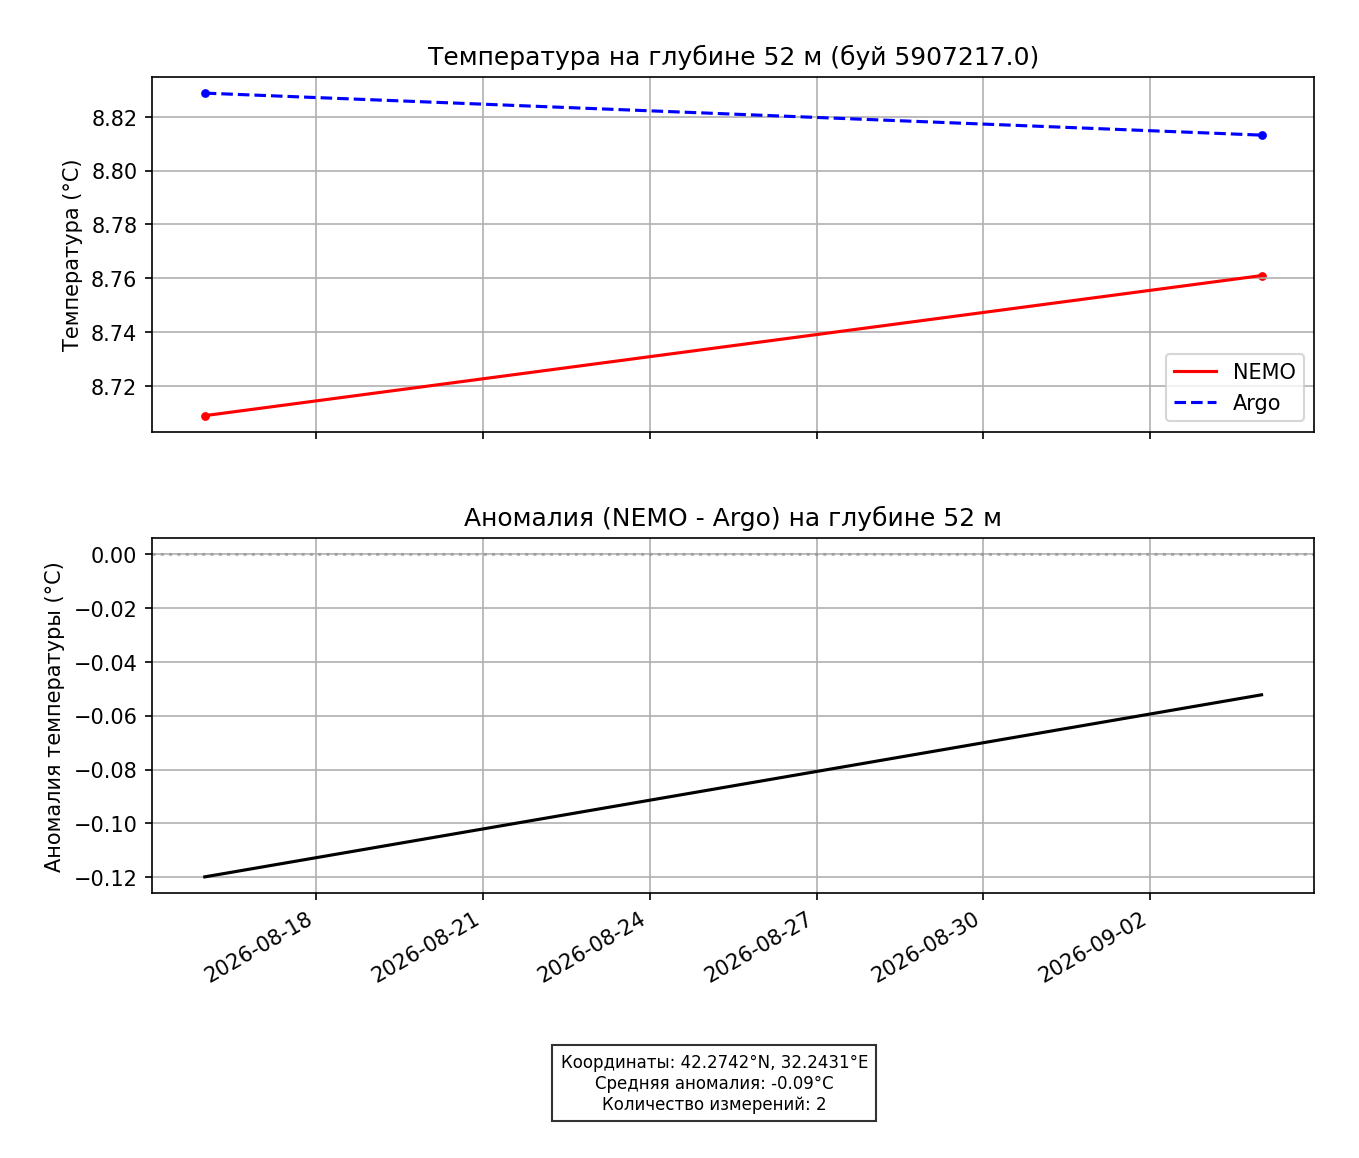 Температура на глубине 52 м (буй 5907217.0)
Температура (°C)
8.82
8.80
8.78
8.76
8.74
8.72
NEMO
Argo
Аномалия (NEMO - Argo) на глубине 52 м
Аномалия температуры (°C)
0.00
−0.02
−0.04
−0.06
−0.08
−0.10
−0.12
2026-08-18
2026-08-21
2026-08-24
2026-08-27
2026-08-30
2026-09-02
Координаты: 42.2742°N, 32.2431°E
Средняя аномалия: -0.09°C
Количество измерений: 2